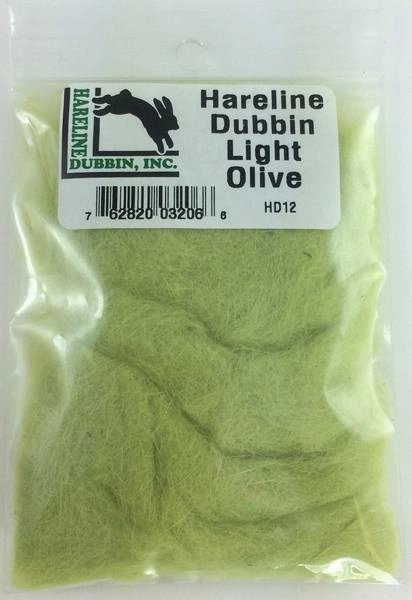 HARELINE
DUBBIN, INC.
Hareline
Dubbin
Light
Olive
HD12
7 62820 03206 6